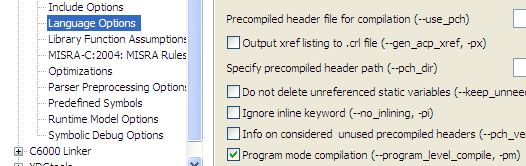 Include Options
Language Options
Library Function Assumptions
MISRA-C:2004: MISRA Rules
Optimizations
Parser Preprocessing Options
Predefined Symbols
Runtime Model Options
Symbolic Debug Options
C6000 Linker
XDCtools
Precompiled header file for compilation (--use_pch)
Output xref listing to .crl file (--gen_acp_xref, -px)
Specify precompiled header path (--pch_dir)
Do not delete unreferenced static variables (--keep_unnee
Ignore inline keyword (--no_inlining, -pi)
Info on considered unused precompiled headers (--pch_ve
Program mode compilation (--program_level_compile, -pm)